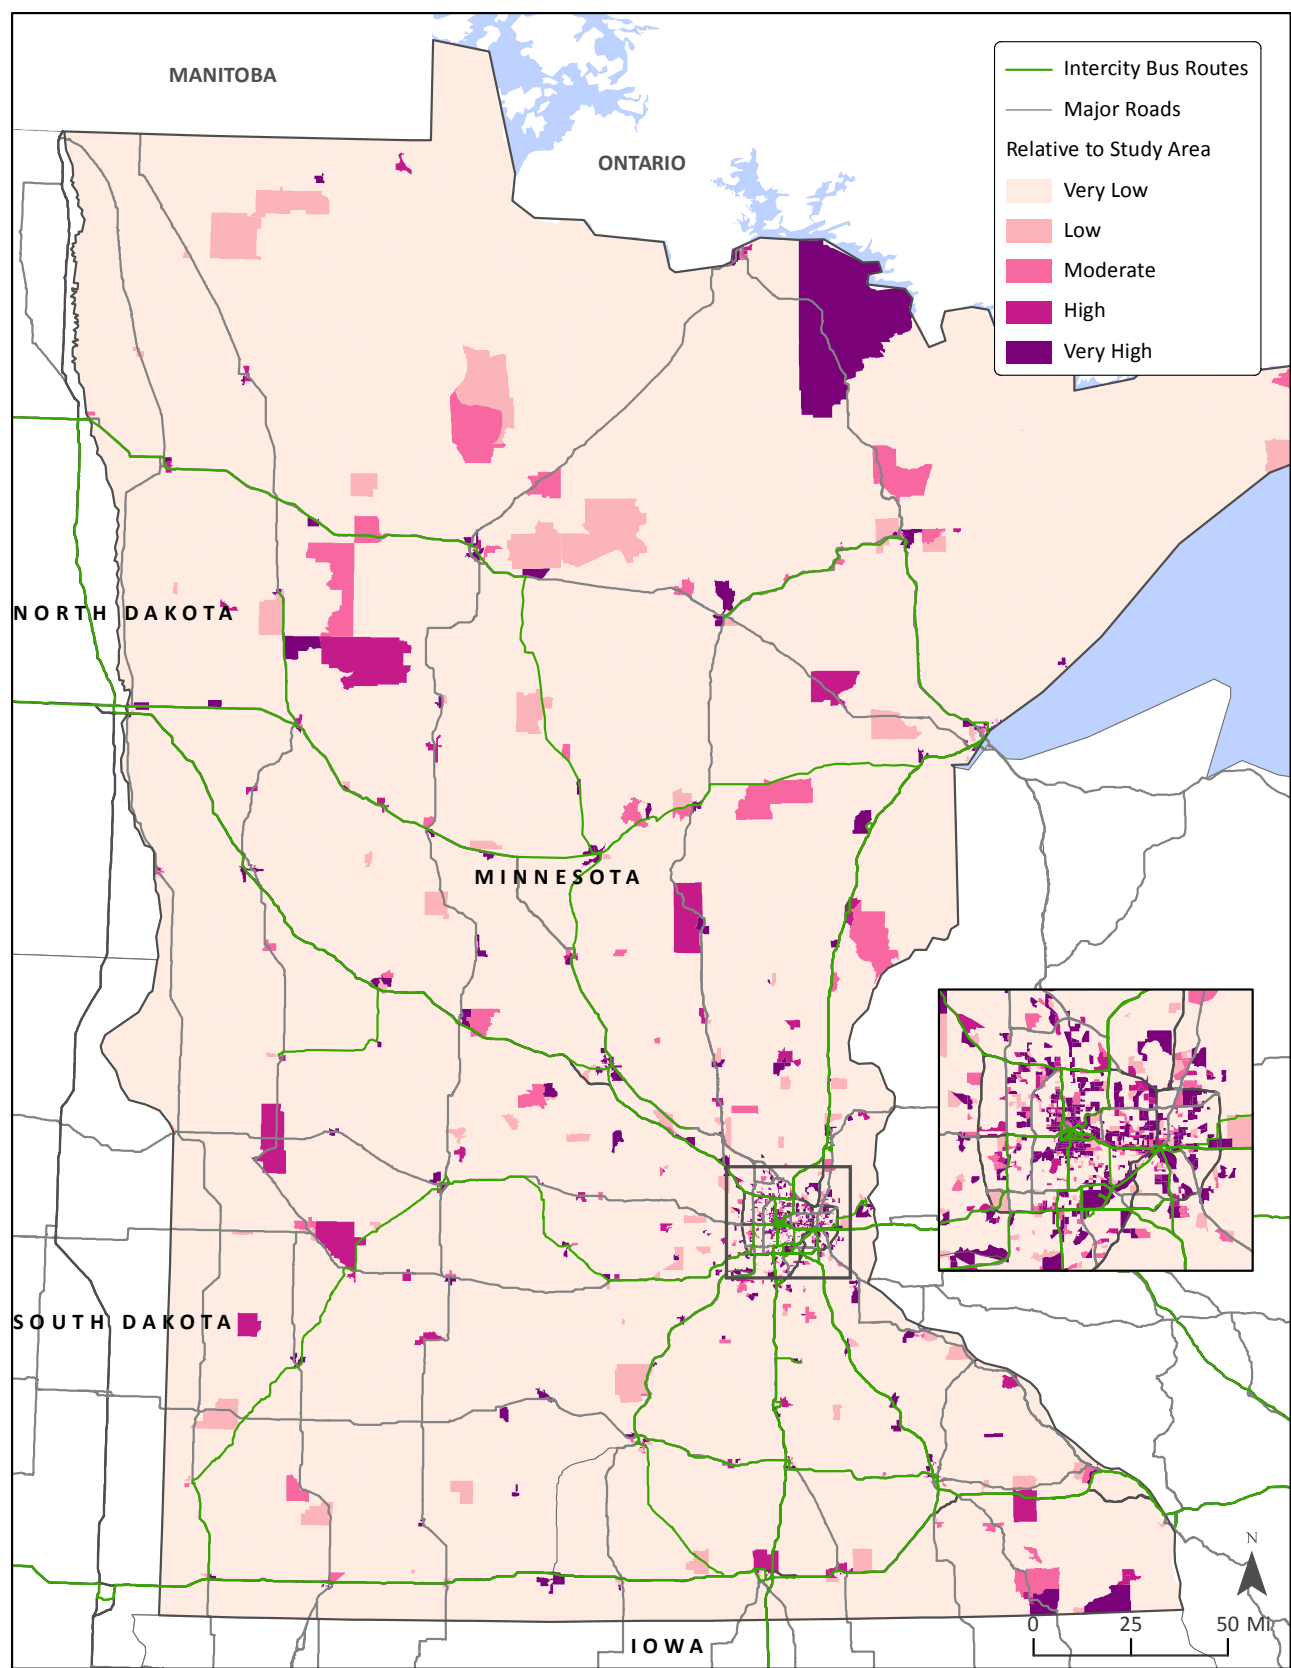 MANITOBA
ONTARIO
Intercity Bus Routes
Major Roads
Relative to Study Area
Very Low
Low
Moderate
High
Very High
NORTH DAKOTA
MINNESOTA
SOUTH DAKOTA
IOWA
N
0 25 50 Mi